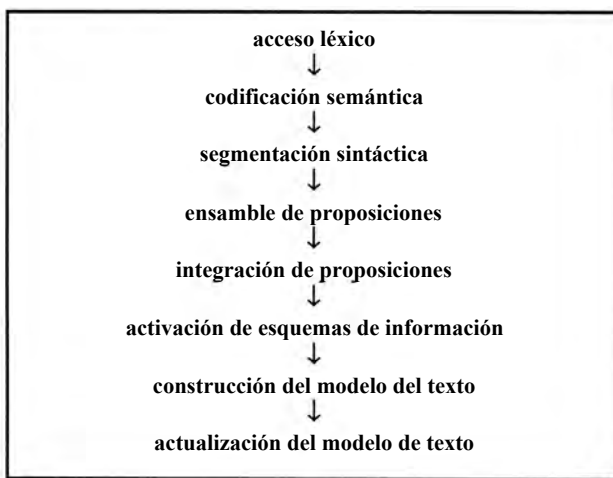 acceso léxico
codificación semántica
segmentación sintáctica
ensamble de proposiciones
integración de proposiciones
activación de esquemas de información
construcción del modelo del texto
actualización del modelo de texto